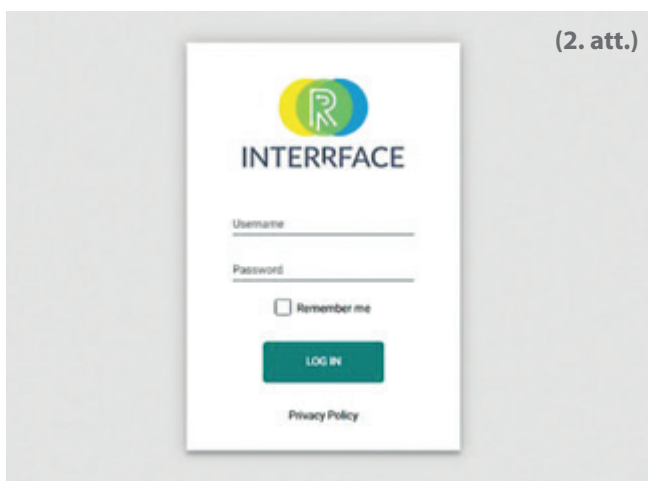 (2. att.)
R
INTERRFACE
Username
Password
Remember me
LOG IN
Privacy Policy